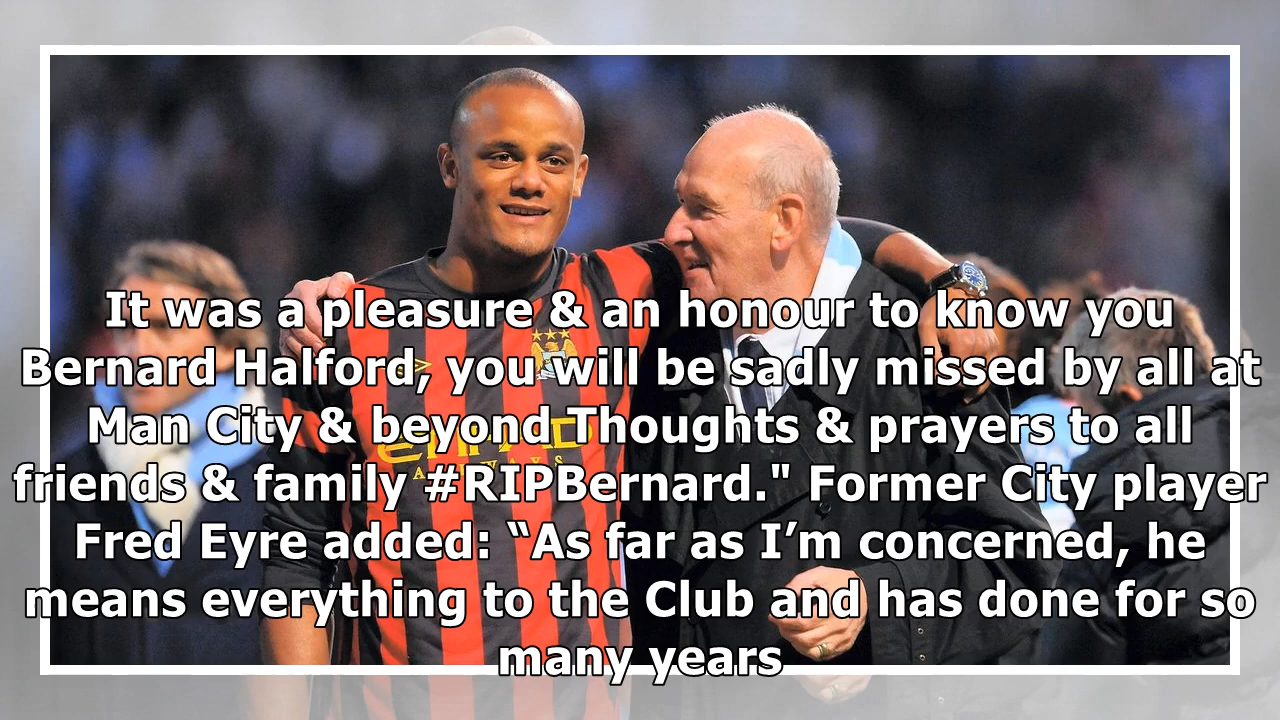 It was a pleasure & an honour to know you
Bernard Halford, you will be sadly missed by all at
Man City & beyond Thoughts & prayers to all
friends & family #RIPBernard." Former City player
Fred Eyre added: “As far as I’m concerned, he
means everything to the Club and has done for so
many years
ETIHAD
AIRWAYS